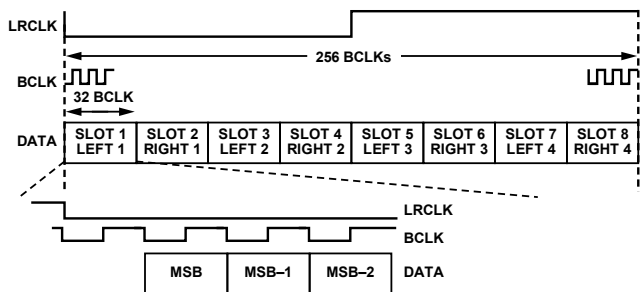 LRCLK
256 BCLKs
BCLK
32 BCLK
DATA
SLOT 1 SLOT 2 SLOT 3 SLOT 4 SLOT 5 SLOT 6 SLOT 7 SLOT 8
LEFT 1 RIGHT 1 LEFT 2 RIGHT 2 LEFT 3 RIGHT 3 LEFT 4 RIGHT 4
LRCLK
BCLK
MSB MSB–1 MSB–2 DATA